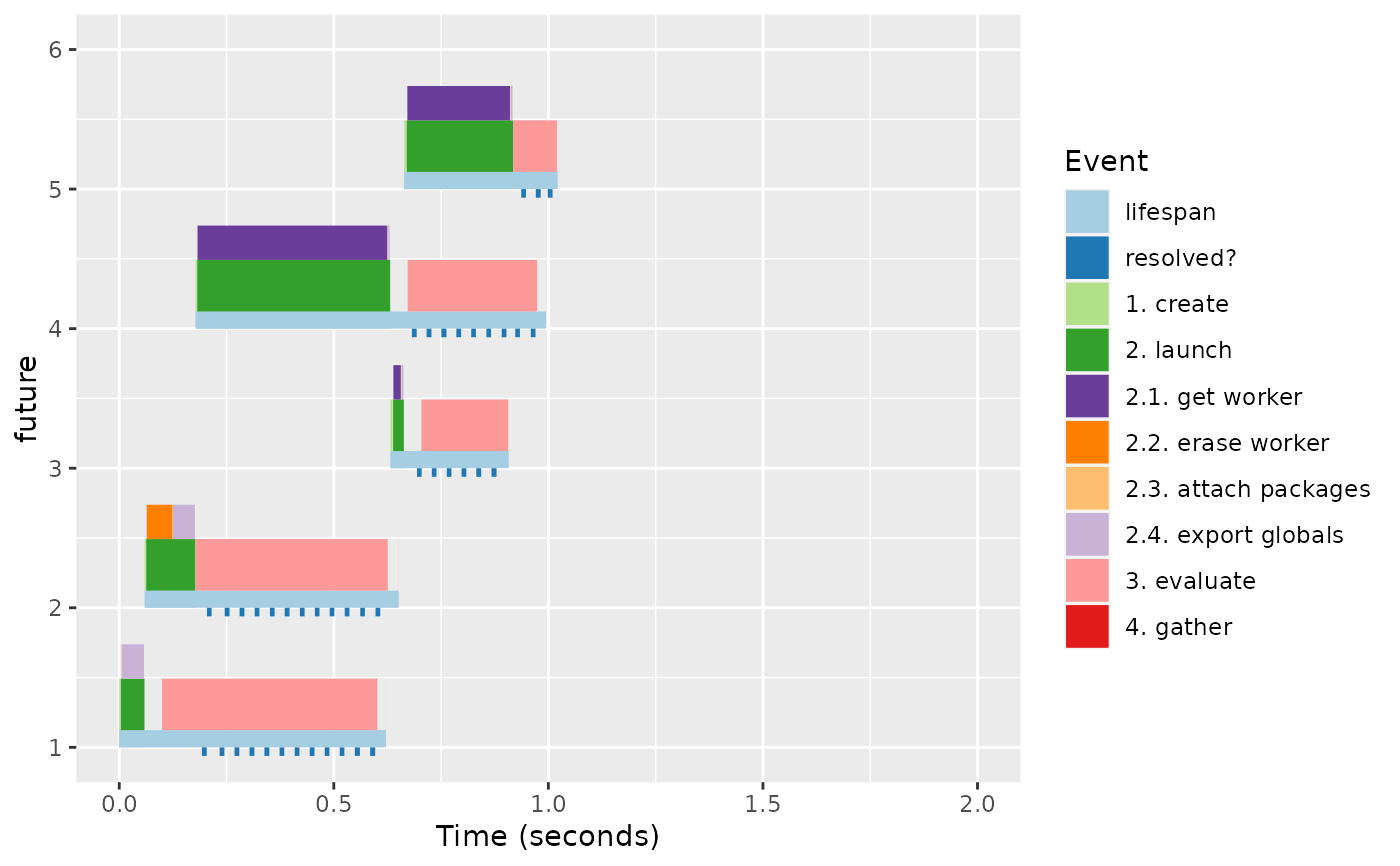 6
5
4
3
2
1
future
0.0 0.5 1.0 1.5 2.0
Time (seconds)
Event
lifespan
resolved?
1. create
2. launch
2.1. get worker
2.2. erase worker
2.3. attach packages
2.4. export globals
3. evaluate
4. gather